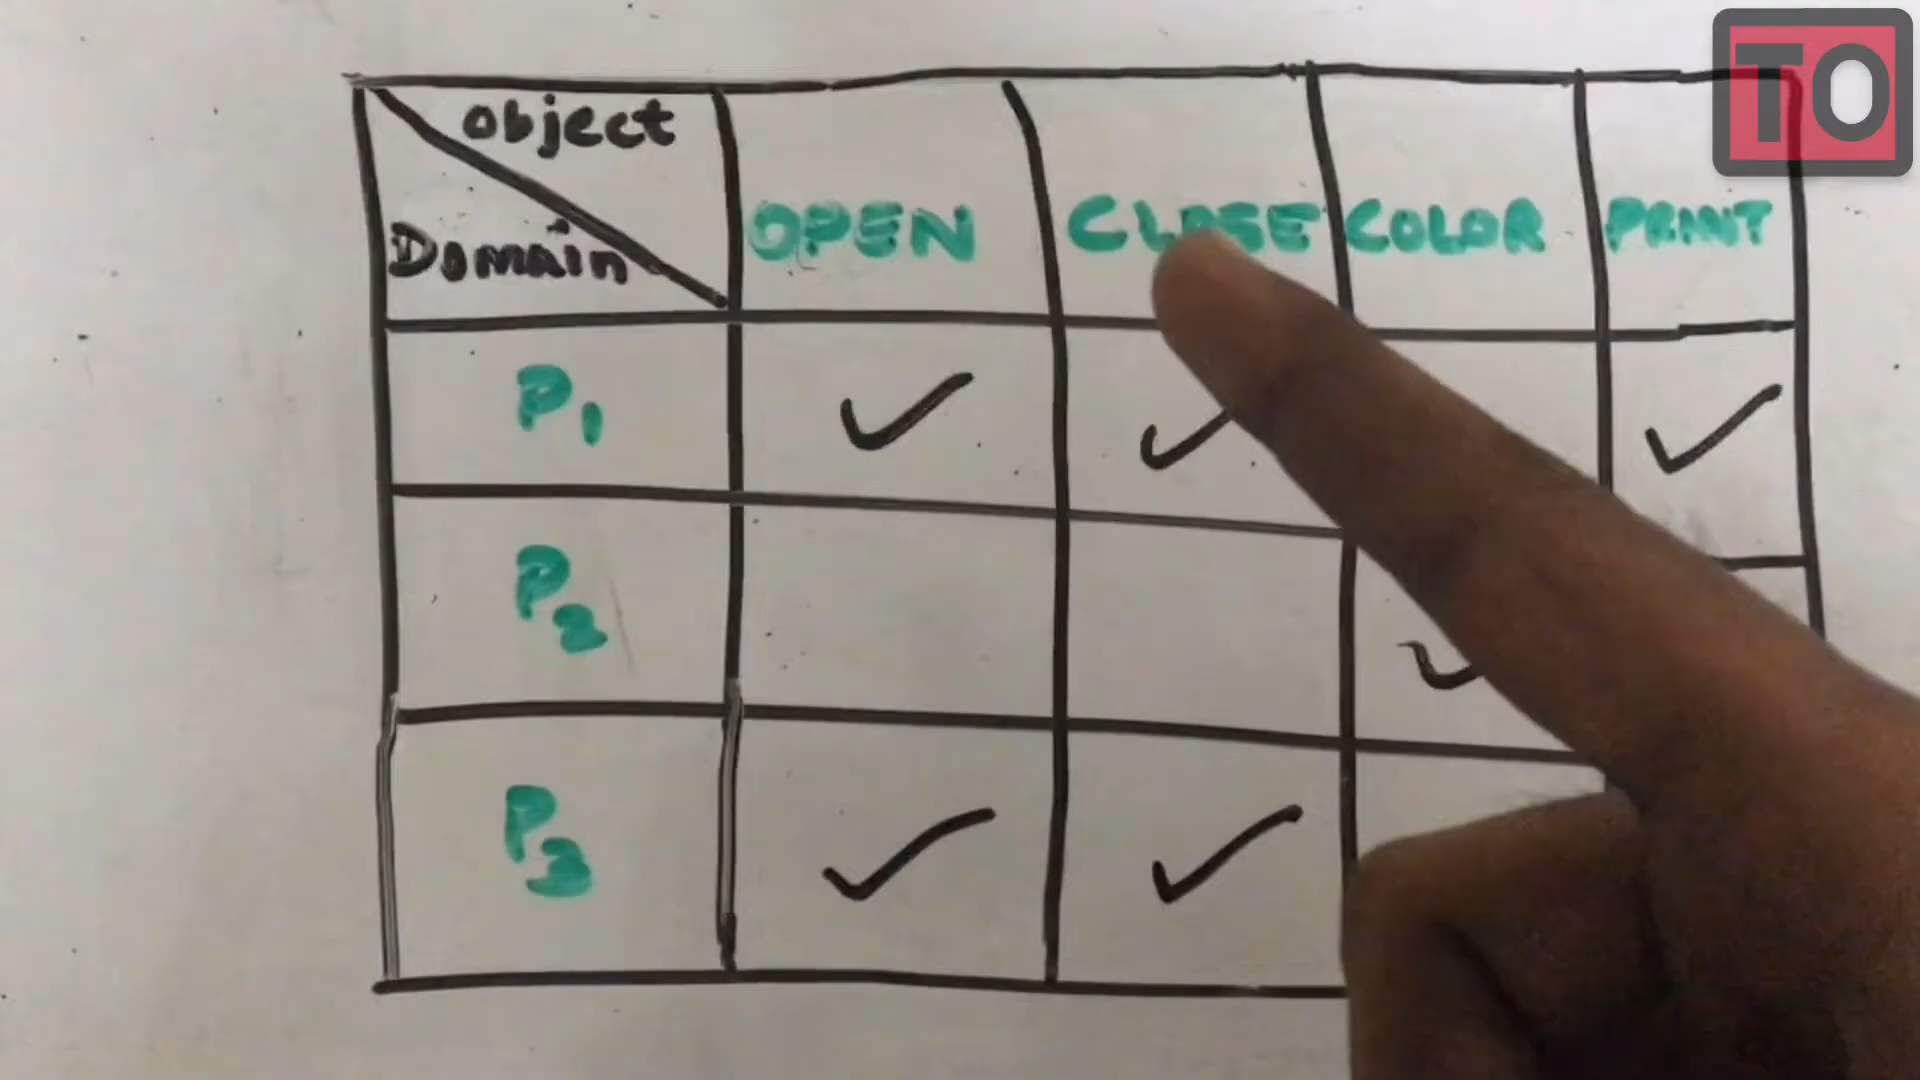 TO
Object
Domain
OPEN CLOSE COLOR PRINT
P1 ✓ ✓ ✓
P2 ✓
P3 ✓ ✓